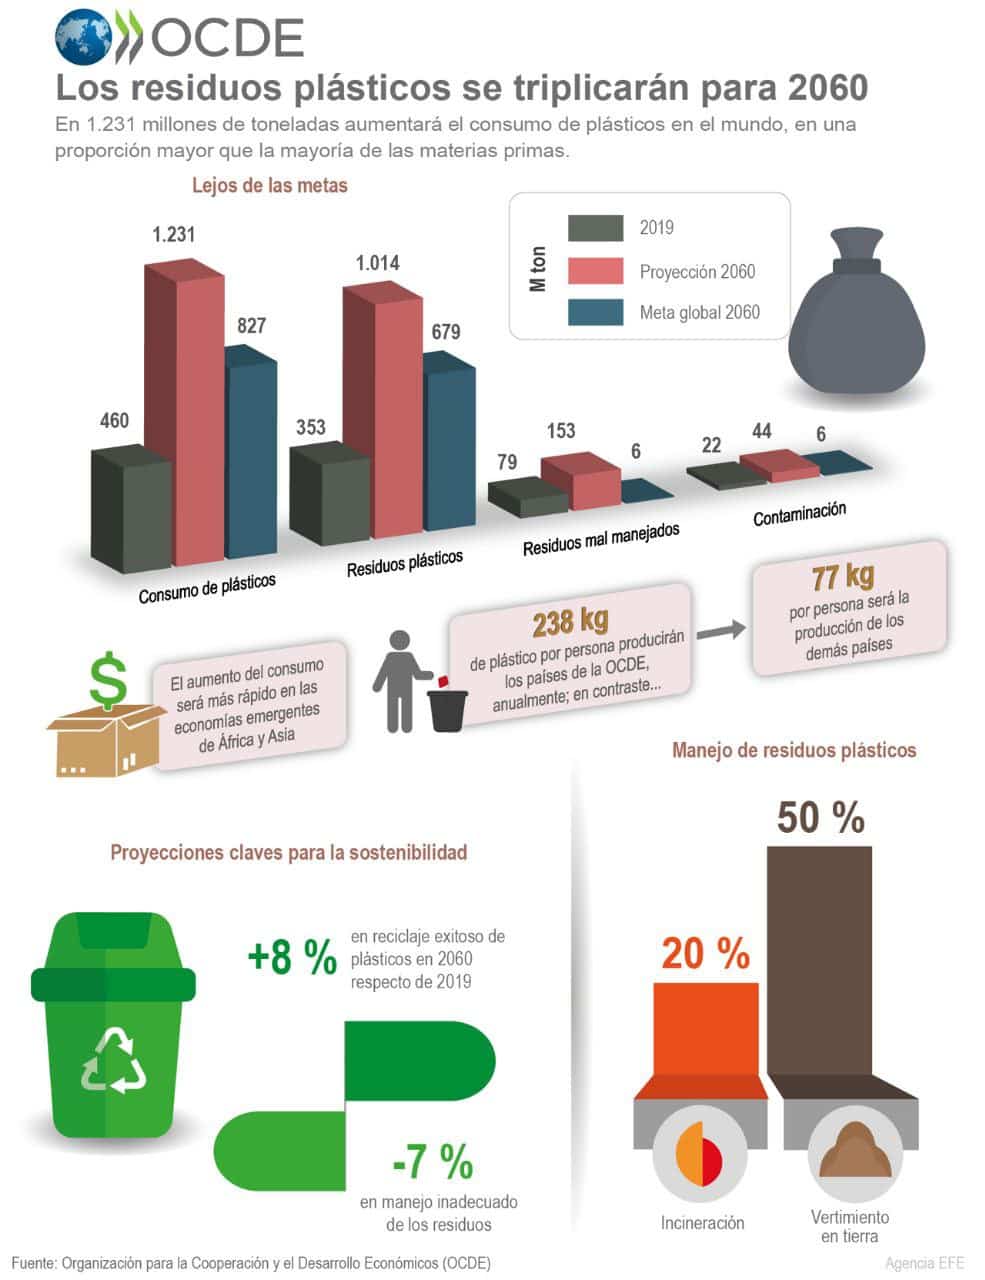 OCDE
Los residuos plásticos se triplicarán para 2060
En 1.231 millones de toneladas aumentará el consumo de plásticos en el mundo, en una
proporción mayor que la mayoría de las materias primas.
Lejos de las metas
M ton
2019
Proyección 2060
Meta global 2060
460
1.231
827
Consumo de plásticos
353
1.014
679
Residuos plásticos
79
153
6
Residuos mal manejados
22
44
6
Contaminación
El aumento del consumo
será más rápido en las
economías emergentes
de África y Asia
238 kg
de plástico por persona producirán
los países de la OCDE,
anualmente; en contraste...
77 kg
por persona será la
producción de los
demás países
Proyecciones claves para la sostenibilidad
+8 %
en reciclaje exitoso de
plásticos en 2060
respecto de 2019
-7 %
en manejo inadecuado
de los residuos
Manejo de residuos plásticos
20 %
Incineración
50 %
Vertimiento
en tierra
Fuente: Organización para la Cooperación y el Desarrollo Económicos (OCDE)
Agencia EFE